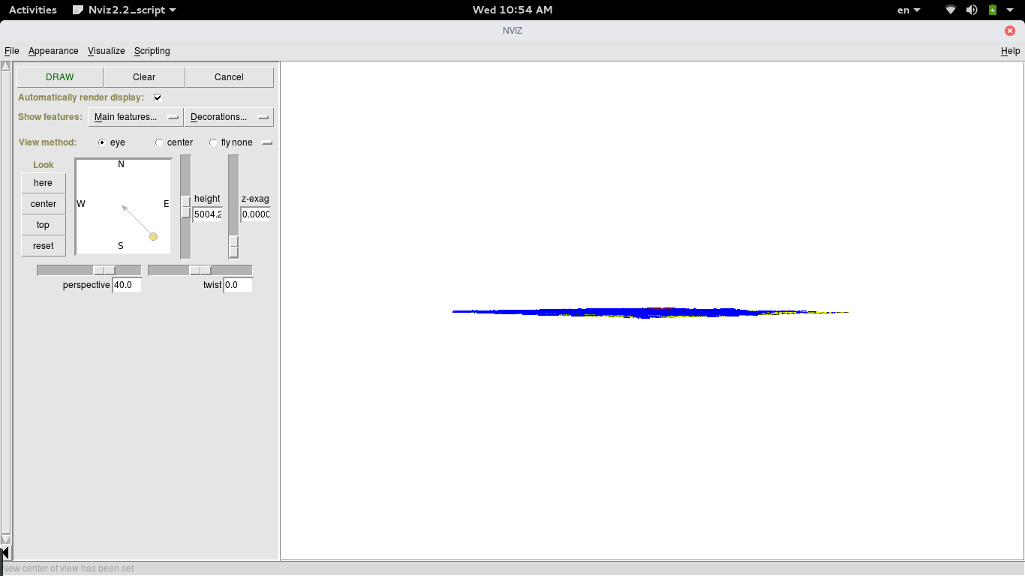 Activities Nviz2.2_script Wed 10:54 AM en
NVIZ
File Appearance Visualize Scripting Help
DRAW Clear Cancel
Automatically render display:
Show features: Main features... Decorations...
View method: eye center fly none
Look
here
center
top
reset
N
W E
S
height z-exag
5004.2 0.0000
perspective 40.0 twist 0.0
New center of view has been set